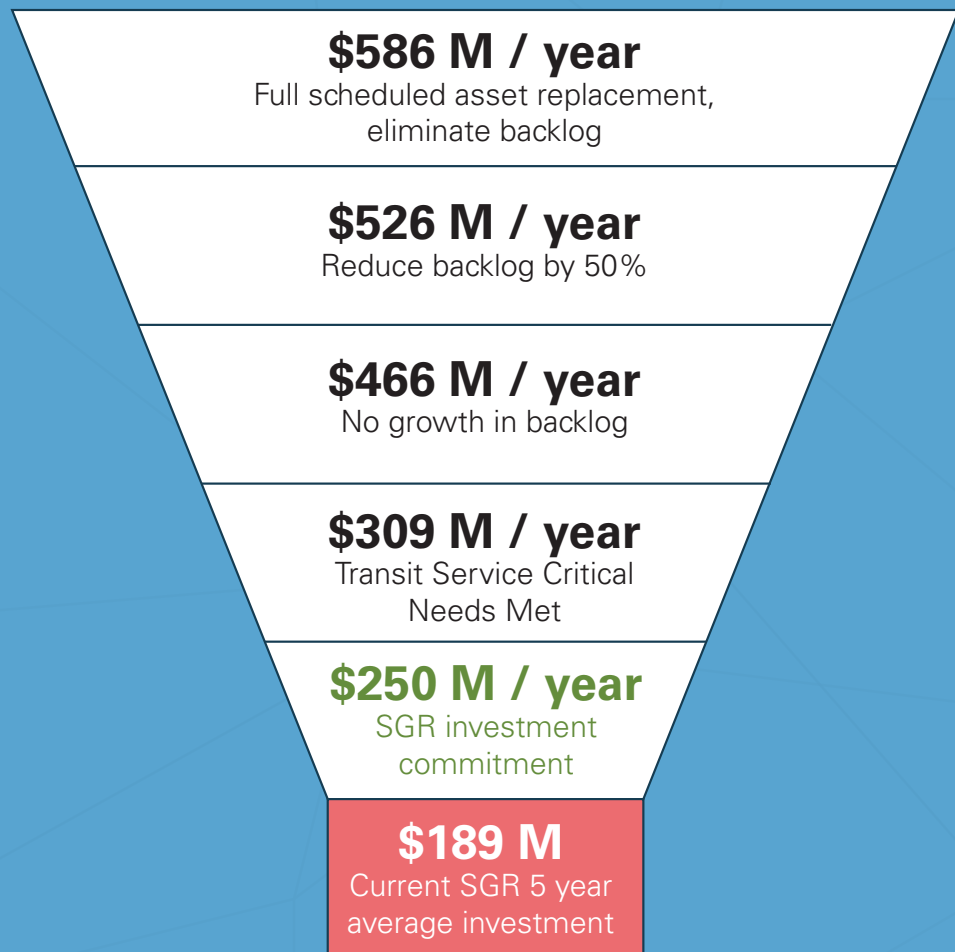 $586 M / year
Full scheduled asset replacement,
eliminate backlog
$526 M / year
Reduce backlog by 50%
$466 M / year
No growth in backlog
$309 M / year
Transit Service Critical
Needs Met
$250 M / year
SGR investment
commitment
$189 M
Current SGR 5 year
average investment